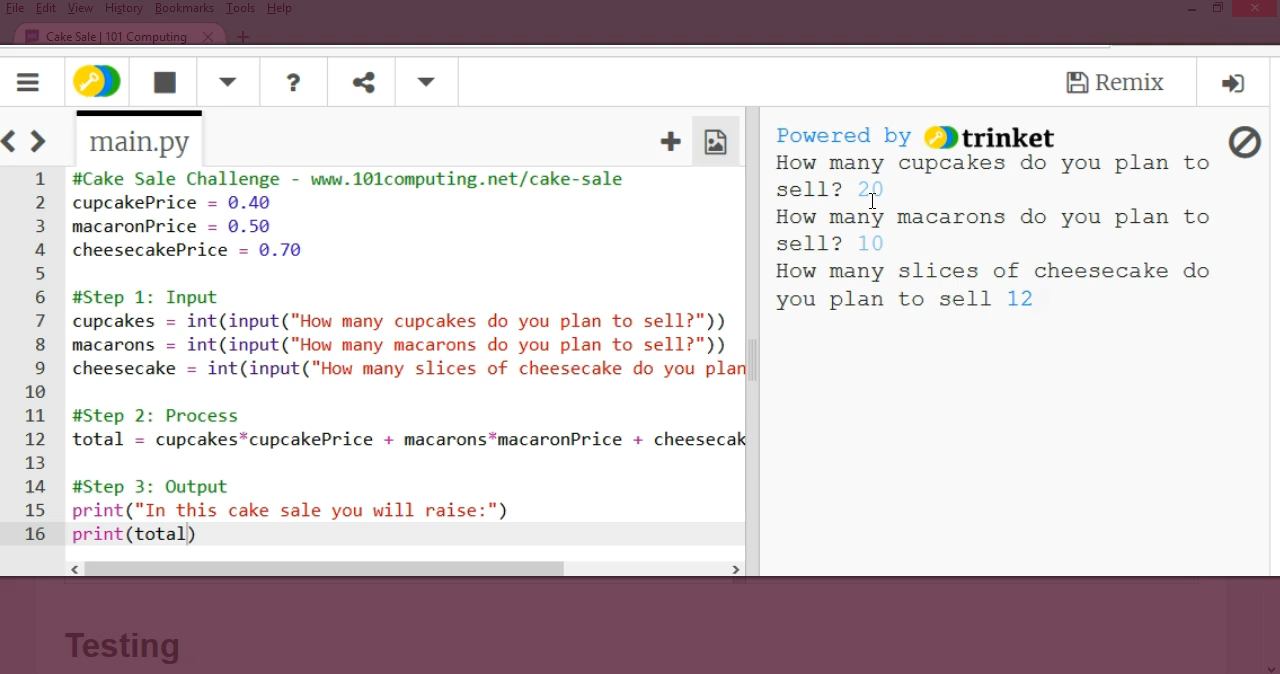 File Edit View History Bookmarks Tools Help
Cake Sale | 101 Computing
Remix
main.py
1 #Cake Sale Challenge - www.101computing.net/cake-sale
2 cupcakePrice = 0.40
3 macaronPrice = 0.50
4 cheesecakePrice = 0.70
5
6 #Step 1: Input
7 cupcakes = int(input("How many cupcakes do you plan to sell?"))
8 macarons = int(input("How many macarons do you plan to sell?"))
9 cheesecake = int(input("How many slices of cheesecake do you plan
10
11 #Step 2: Process
12 total = cupcakes*cupcakePrice + macarons*macaronPrice + cheesecak
13
14 #Step 3: Output
15 print("In this cake sale you will raise:")
16 print(total)
Powered by trinket
How many cupcakes do you plan to
sell? 20
How many macarons do you plan to
sell? 10
How many slices of cheesecake do
you plan to sell 12
Testing